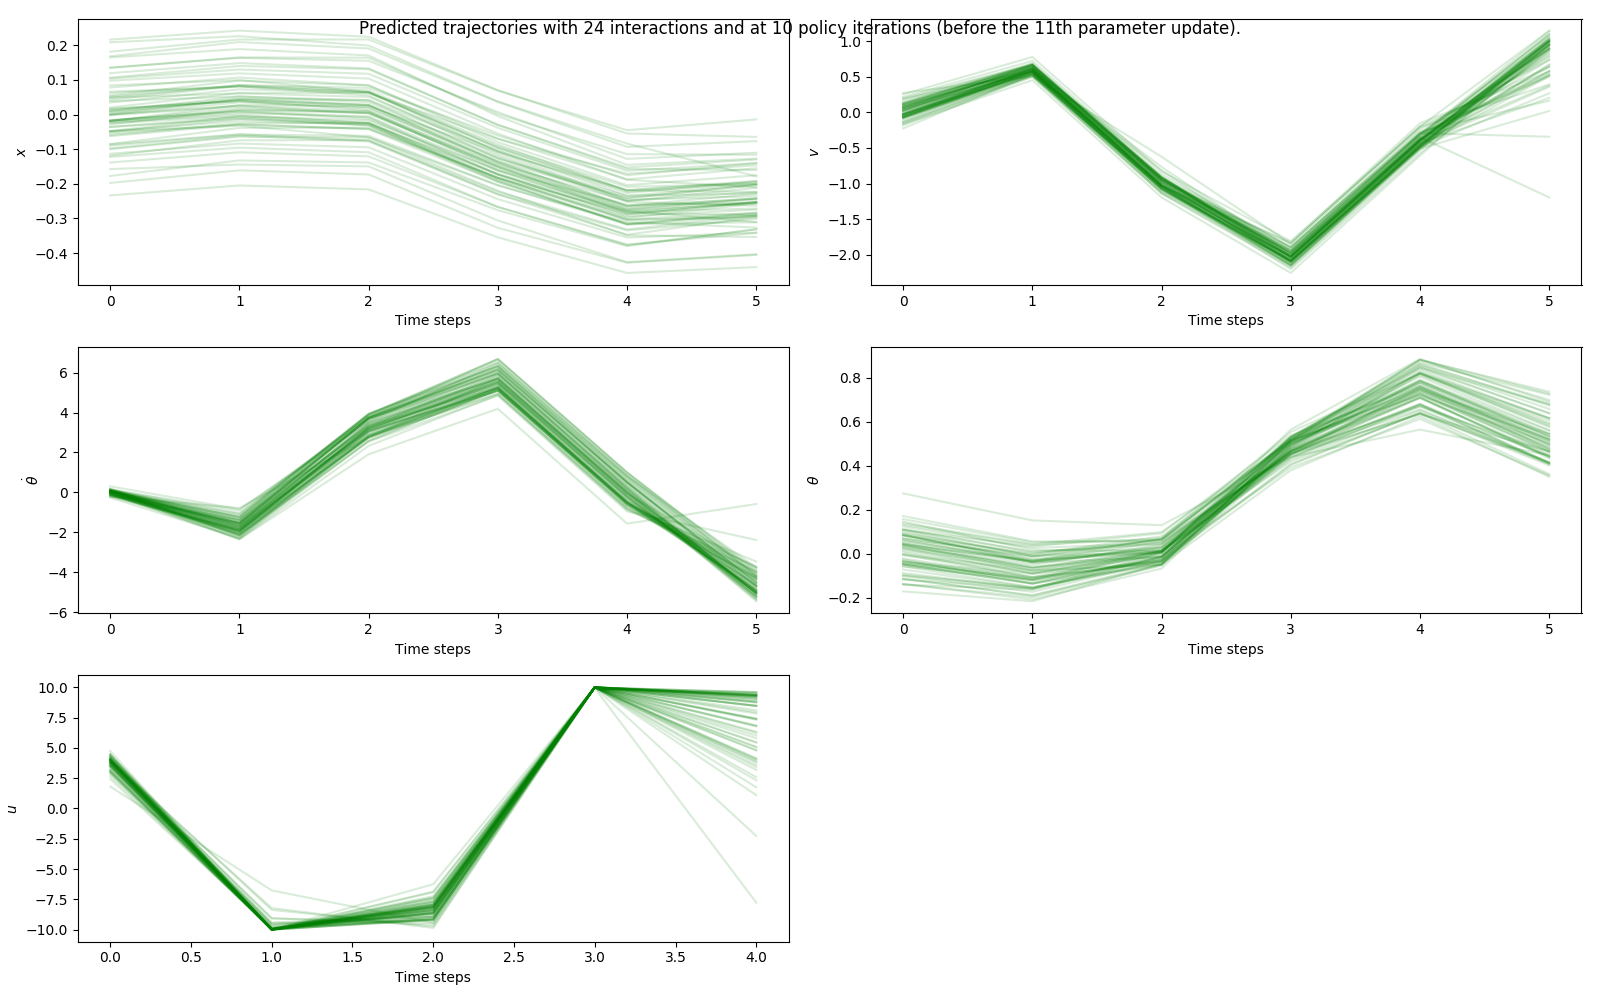 Predicted trajectories with 24 interactions and at 10 policy iterations (before the 11th parameter update).
0.2
0.1
0.0
−0.1
−0.2
−0.3
−0.4
x
0 1 2 3 4 5
Time steps
1.0
0.5
0.0
−0.5
−1.0
−1.5
−2.0
v
0 1 2 3 4 5
Time steps
6
4
2
0
−2
−4
−6
θ̇
0 1 2 3 4 5
Time steps
0.8
0.6
0.4
0.2
0.0
−0.2
θ
0 1 2 3 4 5
Time steps
10.0
7.5
5.0
2.5
0.0
−2.5
−5.0
−7.5
−10.0
u
0.0 0.5 1.0 1.5 2.0 2.5 3.0 3.5 4.0
Time steps